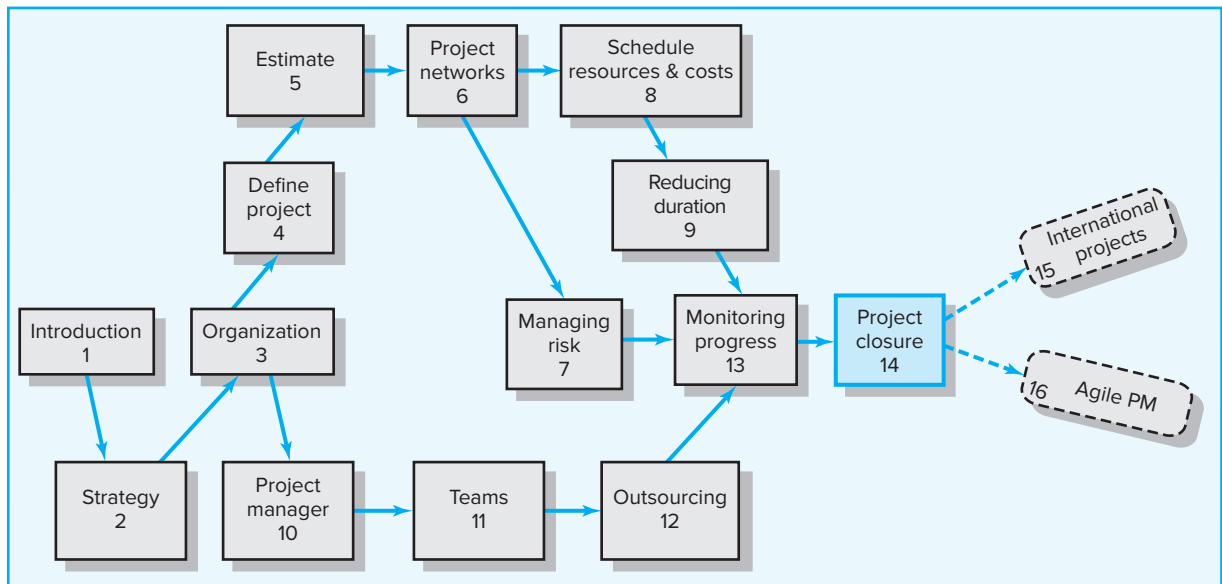 Estimate
5
Project
networks
6
Schedule
resources & costs
8
Define
project
4
Reducing
duration
9
International
projects
15
Introduction
1
Organization
3
Managing
risk
7
Monitoring
progress
13
Project
closure
14
16 Agile PM
Strategy
2
Project
manager
10
Teams
11
Outsourcing
12